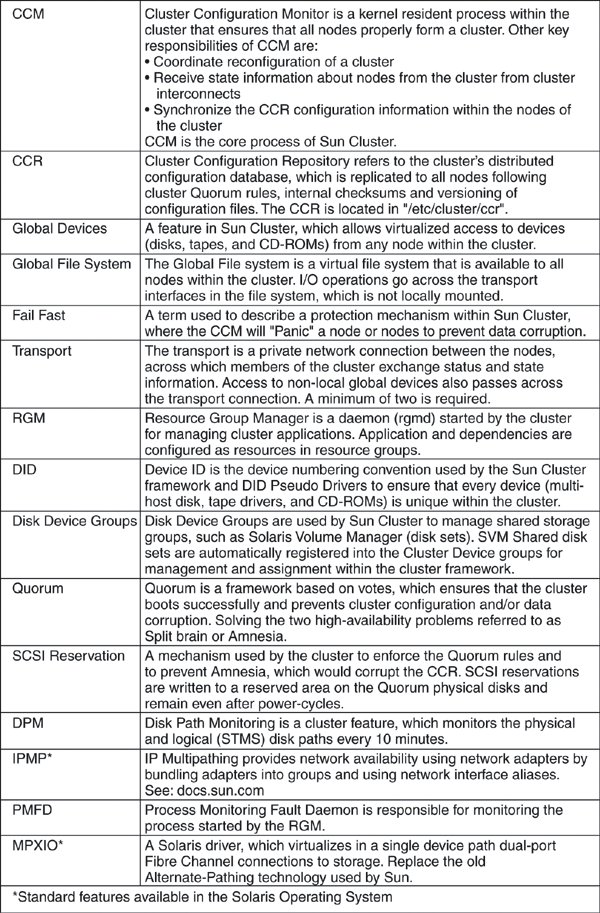 CCM
Cluster Configuration Monitor is a kernel resident process within the
cluster that ensures that all nodes properly form a cluster. Other key
responsibilities of CCM are:
• Coordinate reconfiguration of a cluster
• Receive state information about nodes from the cluster from cluster
interconnects
• Synchronize the CCR configuration information within the nodes of
the cluster
CCM is the core process of Sun Cluster.
CCR
Cluster Configuration Repository refers to the cluster's distributed
configuration database, which is replicated to all nodes following
cluster Quorum rules, internal checksums and versioning of
configuration files. The CCR is located in "/etc/cluster/ccr".
Global Devices
A feature in Sun Cluster, which allows virtualized access to devices
(disks, tapes, and CD-ROMs) from any node within the cluster.
Global File System
The Global File system is a virtual file system that is available to all
nodes within the cluster. I/O operations go across the transport
interfaces in the file system, which is not locally mounted.
Fail Fast
A term used to describe a protection mechanism within Sun Cluster,
where the CCM will "Panic" a node or nodes to prevent data corruption.
Transport
The transport is a private network connection between the nodes,
across which members of the cluster exchange status and state
information. Access to non-local global devices also passes across
the transport connection. A minimum of two is required.
RGM
Resource Group Manager is a daemon (rgmd) started by the cluster
for managing cluster applications. Application and dependencies are
configured as resources in resource groups.
DID
Device ID is the device numbering convention used by the Sun Cluster
framework and DID Pseudo Drivers to ensure that every device (multi-
host disk, tape drivers, and CD-ROMs) is unique within the cluster.
Disk Device Groups
Disk Device Groups are used by Sun Cluster to manage shared storage
groups, such as Solaris Volume Manager (disk sets). SVM Shared disk
sets are automatically registered into the Cluster Device groups for
management and assignment within the cluster framework.
Quorum
Quorum is a framework based on votes, which ensures that the cluster
boots successfully and prevents cluster configuration and/or data
corruption. Solving the two high-availability problems referred to as
Split brain or Amnesia.
SCSI Reservation
A mechanism used by the cluster to enforce the Quorum rules and
to prevent Amnesia, which would corrupt the CCR. SCSI reservations
are written to a reserved area on the Quorum physical disks and
remain even after power-cycles.
DPM
Disk Path Monitoring is a cluster feature, which monitors the physical
and logical (STMS) disk paths every 10 minutes.
IPMP*
IP Multipathing provides network availability using network adapters by
bundling adapters into groups and using network interface aliases.
See: docs.sun.com
PMFD
Process Monitoring Fault Daemon is responsible for monitoring the
process started by the RGM.
MPXIO*
A Solaris driver, which virtualizes in a single device path dual-port
Fibre Channel connections to storage. Replace the old
Alternate-Pathing technology used by Sun.
*Standard features available in the Solaris Operating System